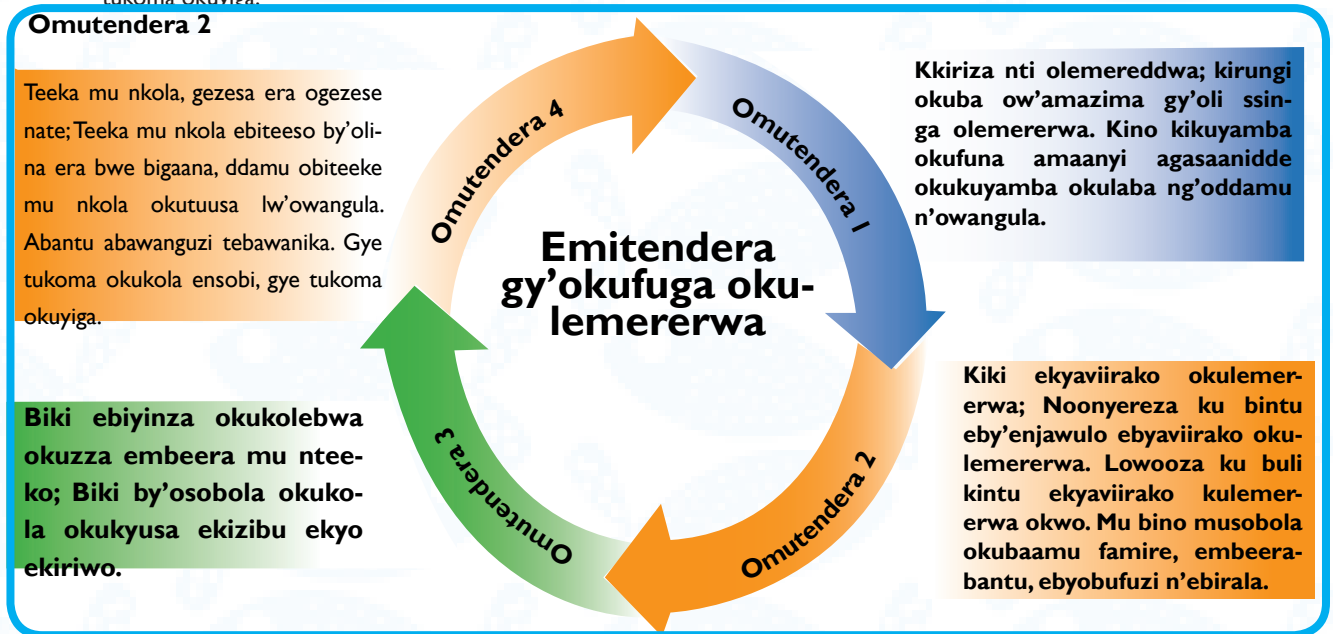 tukoma okuyiga.
Omutendera 2
Teeka mu nkola, gezesa era ogezese
nate; Teeka mu nkola ebiteeso by'oli-
na era bwe bigaana, ddamu obiteeke
mu nkola okutuusa lw'owangula.
Abantu abawanguzi tebawanika. Gye
tukoma okukola ensobi, gye tukoma
okuyiga.
Omutendera 4
Omutendera 1
Kkiriza nti olemereddwa; kirungi
okuba ow'amazima gy'oli ssin-
ga olemererwa. Kino kikuyamba
okufuna amaanyi agasaanidde
okukuyamba okulaba ng'oddamu
n'owangula.
Emitendera
gy'okufuga oku-
lemererwa
Biki ebiyinza okukolebwa
okuzza embeera mu ntee-
ko; Biki by'osobola okuko-
la okukyusa ekizibu ekyo
ekiriwo.
Omutendera 3
Omutendera 2
Kiki ekyaviirako okulemer-
erwa; Noonyereza ku bintu
eby'enjawulo ebyaviirako oku-
lemererwa. Lowooza ku buli
kintu ekyaviirako kulemer-
erwa okwo. Mu bino musobola
okubaamu famire, embeera-
bantu, ebyobufuzi n'ebirala.